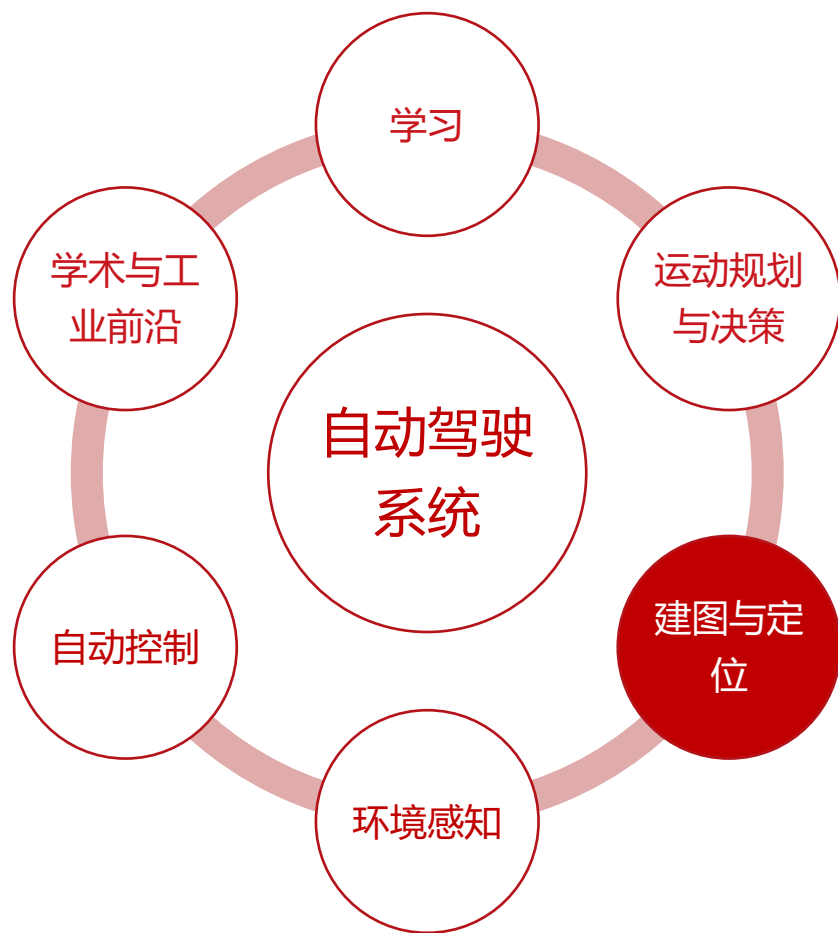 学习
学术与工
业前沿
运动规划
与决策
自动驾驶
系统
自动控制
建图与定
位
环境感知